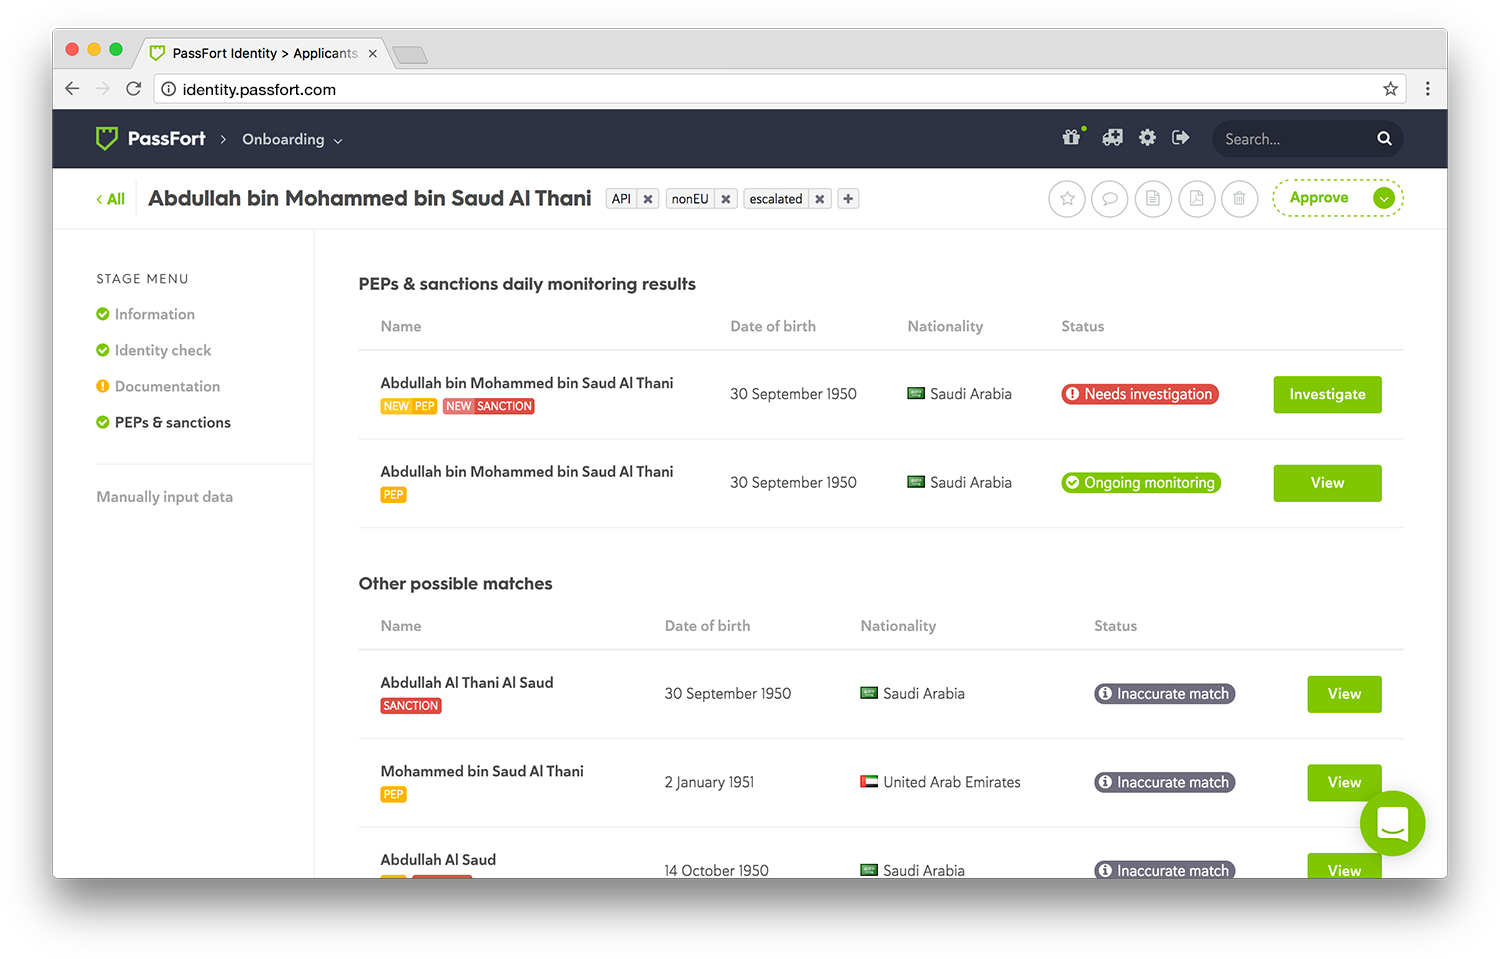 PassFort Identity > Applicants
identity.passfort.com
PassFort > Onboarding
Search...
All
Abdullah bin Mohammed bin Saud Al Thani
API
nonEU
escalated
Approve
STAGE MENU
Information
Identity check
Documentation
PEPs & sanctions
Manually input data
PEPs & sanctions daily monitoring results
Name Date of birth Nationality Status
Abdullah bin Mohammed bin Saud Al Thani
NEW PEP NEW SANCTION
30 September 1950 Saudi Arabia Needs investigation Investigate
Abdullah bin Mohammed bin Saud Al Thani
PEP
30 September 1950 Saudi Arabia Ongoing monitoring View
Other possible matches
Name Date of birth Nationality Status
Abdullah Al Thani Al Saud
SANCTION
30 September 1950 Saudi Arabia Inaccurate match View
Mohammed bin Saud Al Thani
PEP
2 January 1951 United Arab Emirates Inaccurate match View
Abdullah Al Saud
14 October 1950 Saudi Arabia Inaccurate match View